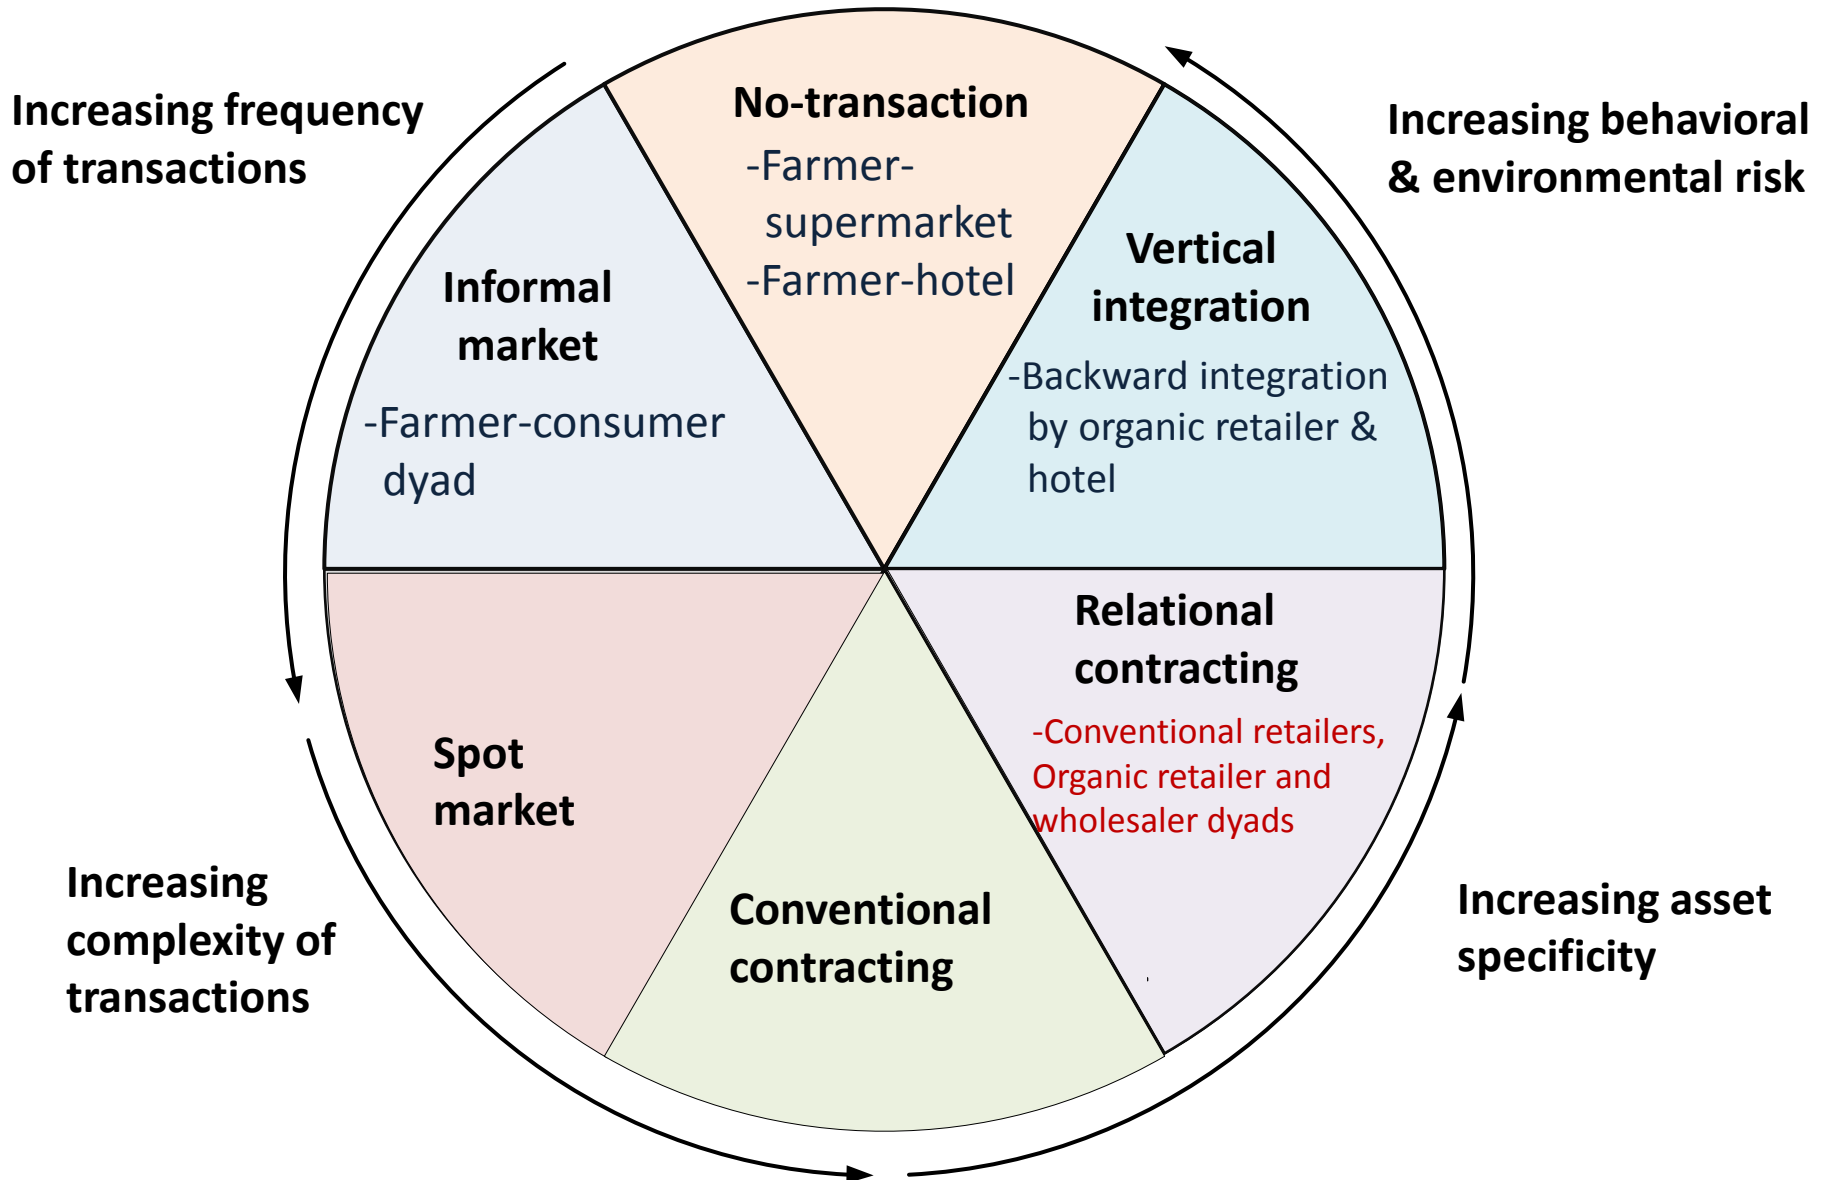 No-transaction
-Farmer-
supermarket
-Farmer-hotel
Increasing frequency
of transactions
Increasing behavioral
& environmental risk
Informal
market
-Farmer-consumer
dyad
Vertical
integration
-Backward integration
by organic retailer &
hotel
Relational
contracting
-Conventional retailers,
Organic retailer and
wholesaler dyads
Spot
market
Conventional
contracting
Increasing
complexity of
transactions
Increasing asset
specificity